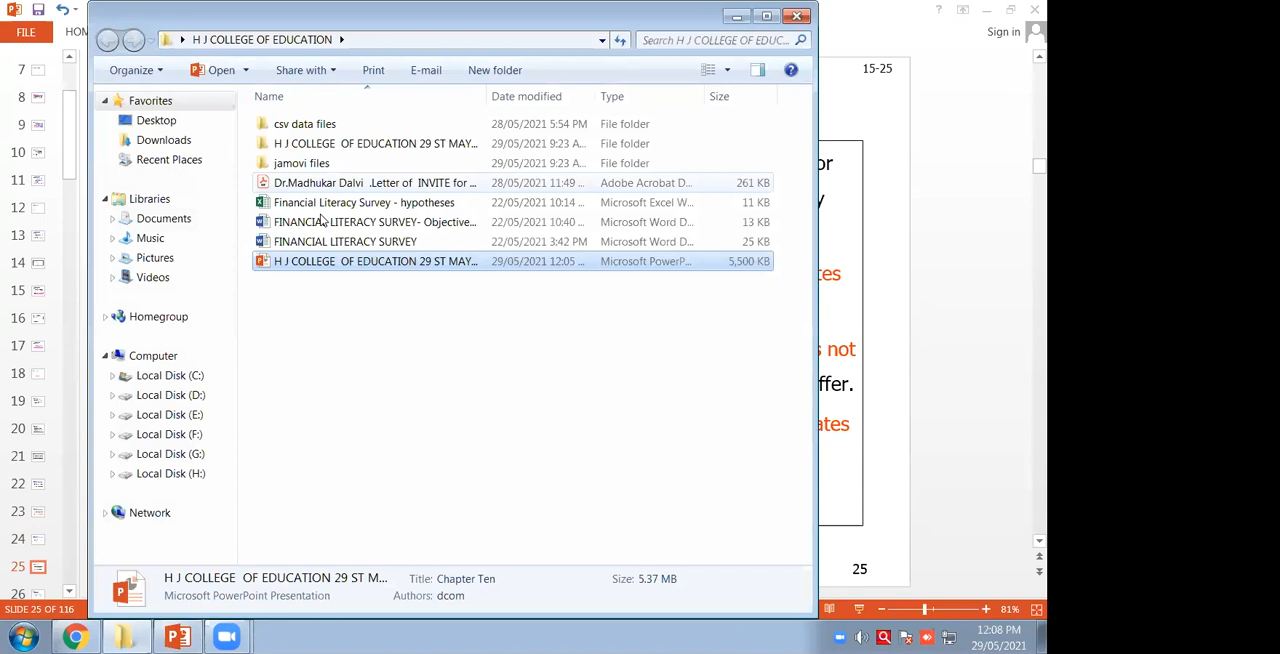 FILE
HOM
? 
Sign in
H J COLLEGE OF EDUCATION
Search H J COLLEGE OF EDUC...
Organize
Open
Share with
Print
E-mail
New folder
Name
Date modified
Type
Size
Favorites
Desktop
Downloads
Recent Places
Libraries
Documents
Music
Pictures
Videos
Homegroup
Computer
Local Disk (C:)
Local Disk (D:)
Local Disk (E:)
Local Disk (F:)
Local Disk (G:)
Local Disk (H:)
Network
csv data files 28/05/2021 5:54 PM File folder
H J COLLEGE OF EDUCATION 29 ST MAY... 29/05/2021 9:23 A... File folder
jamovi files 29/05/2021 9:23 A... File folder
Dr.Madhukar Dalvi .Letter of INVITE for ... 28/05/2021 11:49 ... Adobe Acrobat D... 261 KB
Financial Literacy Survey - hypotheses 22/05/2021 10:14 ... Microsoft Excel W... 11 KB
FINANCIAL LITERACY SURVEY- Objective... 22/05/2021 10:40 ... Microsoft Word D... 13 KB
FINANCIAL LITERACY SURVEY 22/05/2021 3:42 PM Microsoft Word D... 25 KB
H J COLLEGE OF EDUCATION 29 ST MAY... 29/05/2021 12:05 ... Microsoft PowerP... 5,500 KB
H J COLLEGE OF EDUCATION 29 ST M... Title: Chapter Ten Size: 5.37 MB
Microsoft PowerPoint Presentation Authors: dcom
7
8
9
10
11
12
13
14
15
16
17
18
19
20
21
22
23
24
25
26
15-25
or
y
tes
s not
ffer.
ates
25
SLIDE 25 OF 116
81%
12:08 PM
29/05/2021